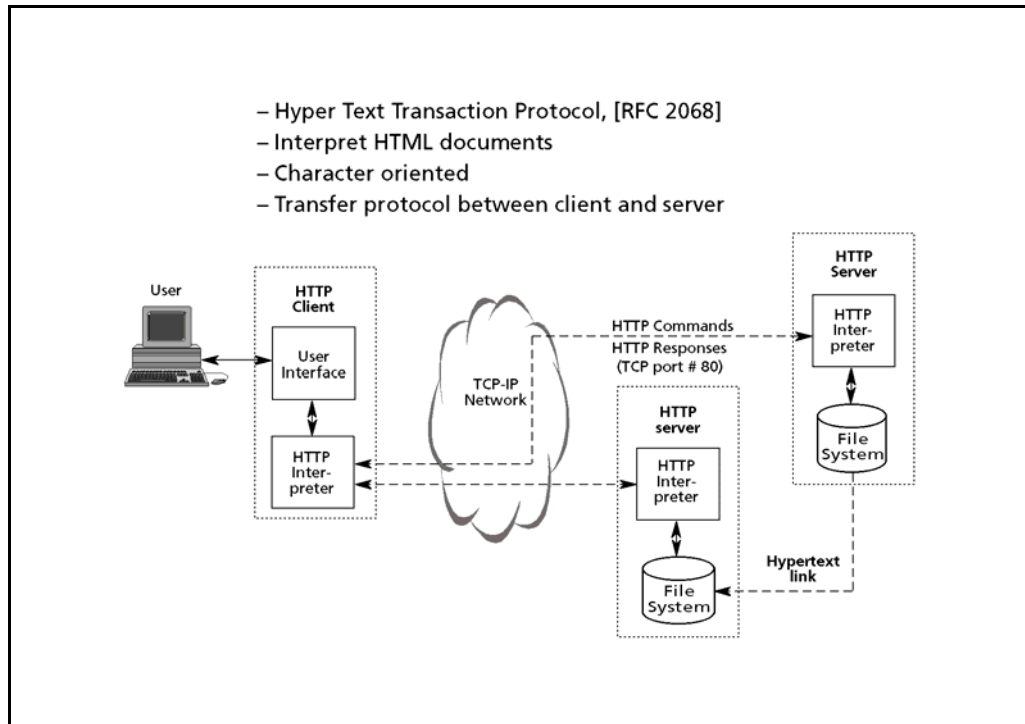 – Hyper Text Transaction Protocol, [RFC 2068]
– Interpret HTML documents
– Character oriented
– Transfer protocol between client and server
User
HTTP
Client
User
Interface
HTTP
Inter-
preter
TCP-IP
Network
HTTP Commands
HTTP Responses
(TCP port # 80)
HTTP
Server
HTTP
Inter-
preter
File
System
HTTP
server
HTTP
Inter-
preter
File
System
Hypertext
link